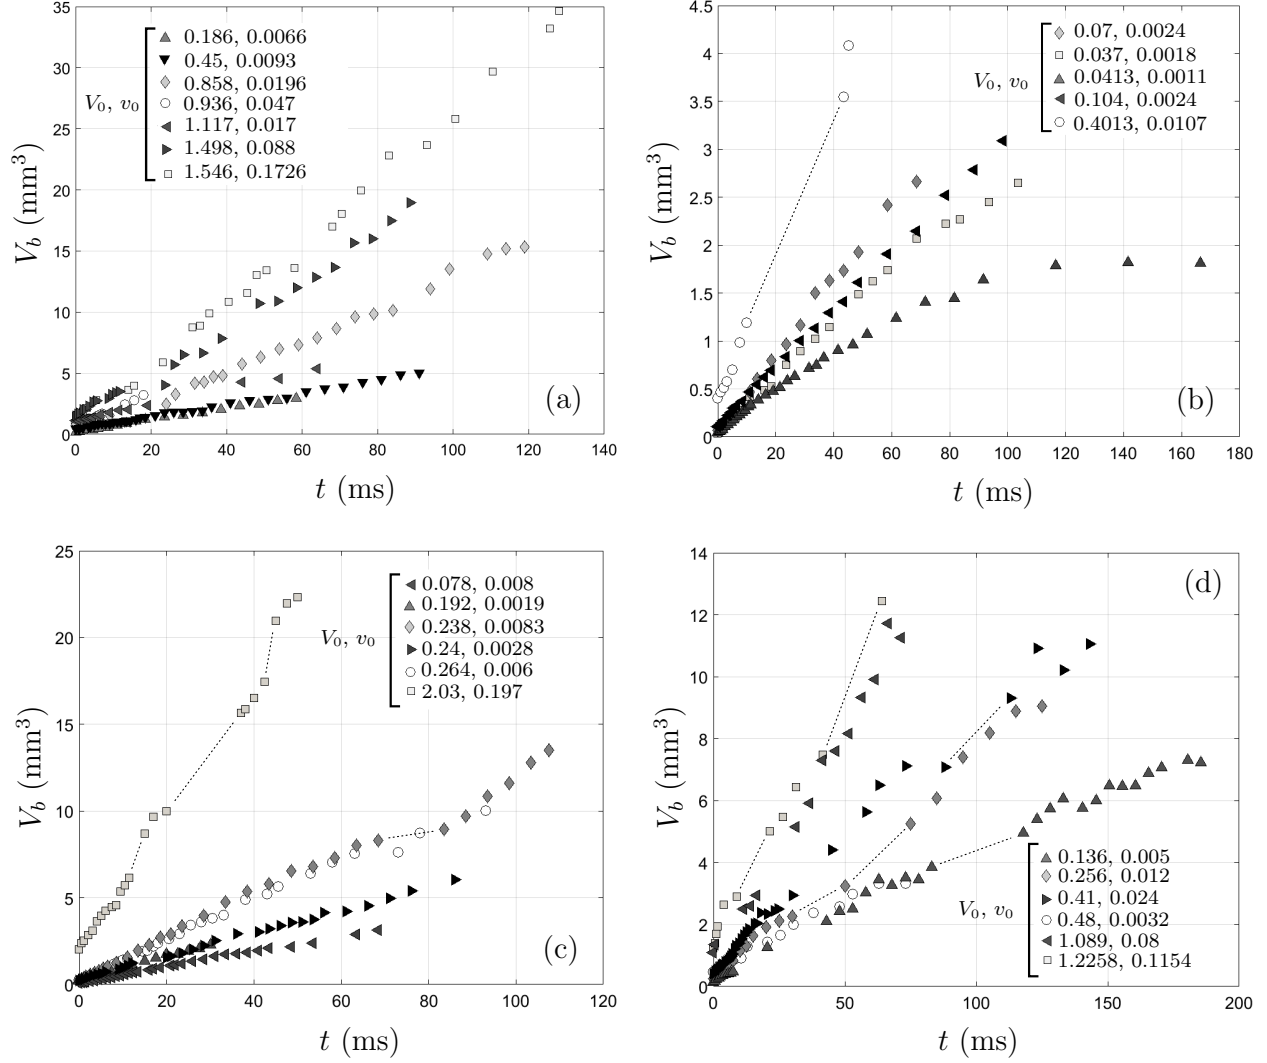 35
30
25
20
15
10
5
0
0 20 40 60 80 100 120 140
V_b (mm³)
t (ms)
V₀, v₀
0.186, 0.0066
0.45, 0.0093
0.858, 0.0196
0.936, 0.047
1.117, 0.017
1.498, 0.088
1.546, 0.1726
(a)
4.5
4
3.5
3
2.5
2
1.5
1
0.5
0
0 20 40 60 80 100 120 140 160 180
V_b (mm³)
t (ms)
V₀, v₀
0.07, 0.0024
0.037, 0.0018
0.0413, 0.0011
0.104, 0.0024
0.4013, 0.0107
(b)
25
20
15
10
5
0
0 20 40 60 80 100 120
V_b (mm³)
t (ms)
V₀, v₀
0.078, 0.008
0.192, 0.0019
0.238, 0.0083
0.24, 0.0028
0.264, 0.006
2.03, 0.197
(c)
14
12
10
8
6
4
2
0
0 50 100 150 200
V_b (mm³)
t (ms)
(d)
V₀, v₀
0.136, 0.005
0.256, 0.012
0.41, 0.024
0.48, 0.0032
1.089, 0.08
1.2258, 0.1154